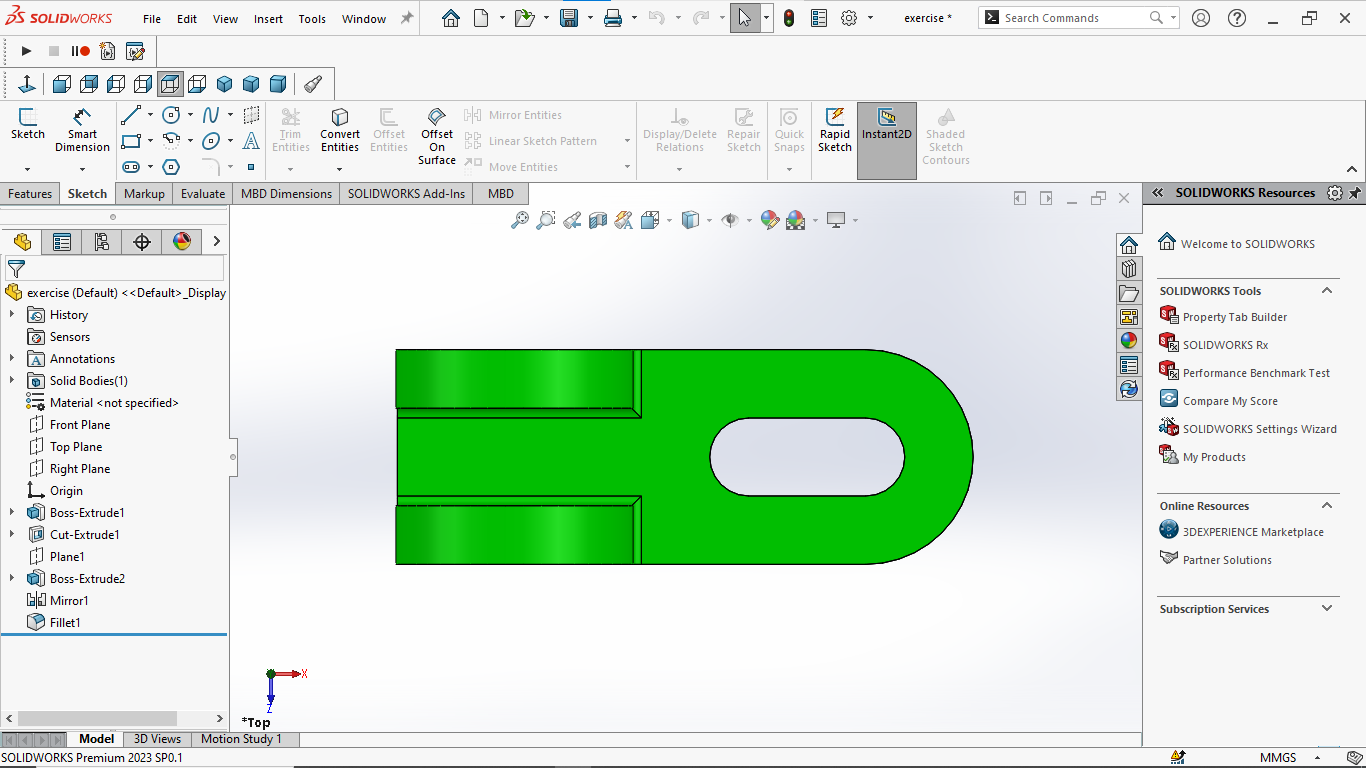 SOLIDWORKS File Edit View Insert Tools Window exercise * Search Commands
Sketch Smart Dimension Trim Entities Convert Entities Offset Entities Offset On Surface Mirror Entities Linear Sketch Pattern Move Entities Display/Delete Relations Repair Sketch Quick Snaps Rapid Sketch Instant2D Shaded Sketch Contours
Features Sketch Markup Evaluate MBD Dimensions SOLIDWORKS Add-Ins MBD
exercise (Default) <<Default>_Display
History
Sensors
Annotations
Solid Bodies(1)
Material <not specified>
Front Plane
Top Plane
Right Plane
Origin
Boss-Extrude1
Cut-Extrude1
Plane1
Boss-Extrude2
Mirror1
Fillet1
X
Z
*Top
SOLIDWORKS Resources
Welcome to SOLIDWORKS
SOLIDWORKS Tools
Property Tab Builder
SOLIDWORKS Rx
Performance Benchmark Test
Compare My Score
SOLIDWORKS Settings Wizard
My Products
Online Resources
3DEXPERIENCE Marketplace
Partner Solutions
Subscription Services
Model 3D Views Motion Study 1
SOLIDWORKS Premium 2023 SP0.1 MMGS